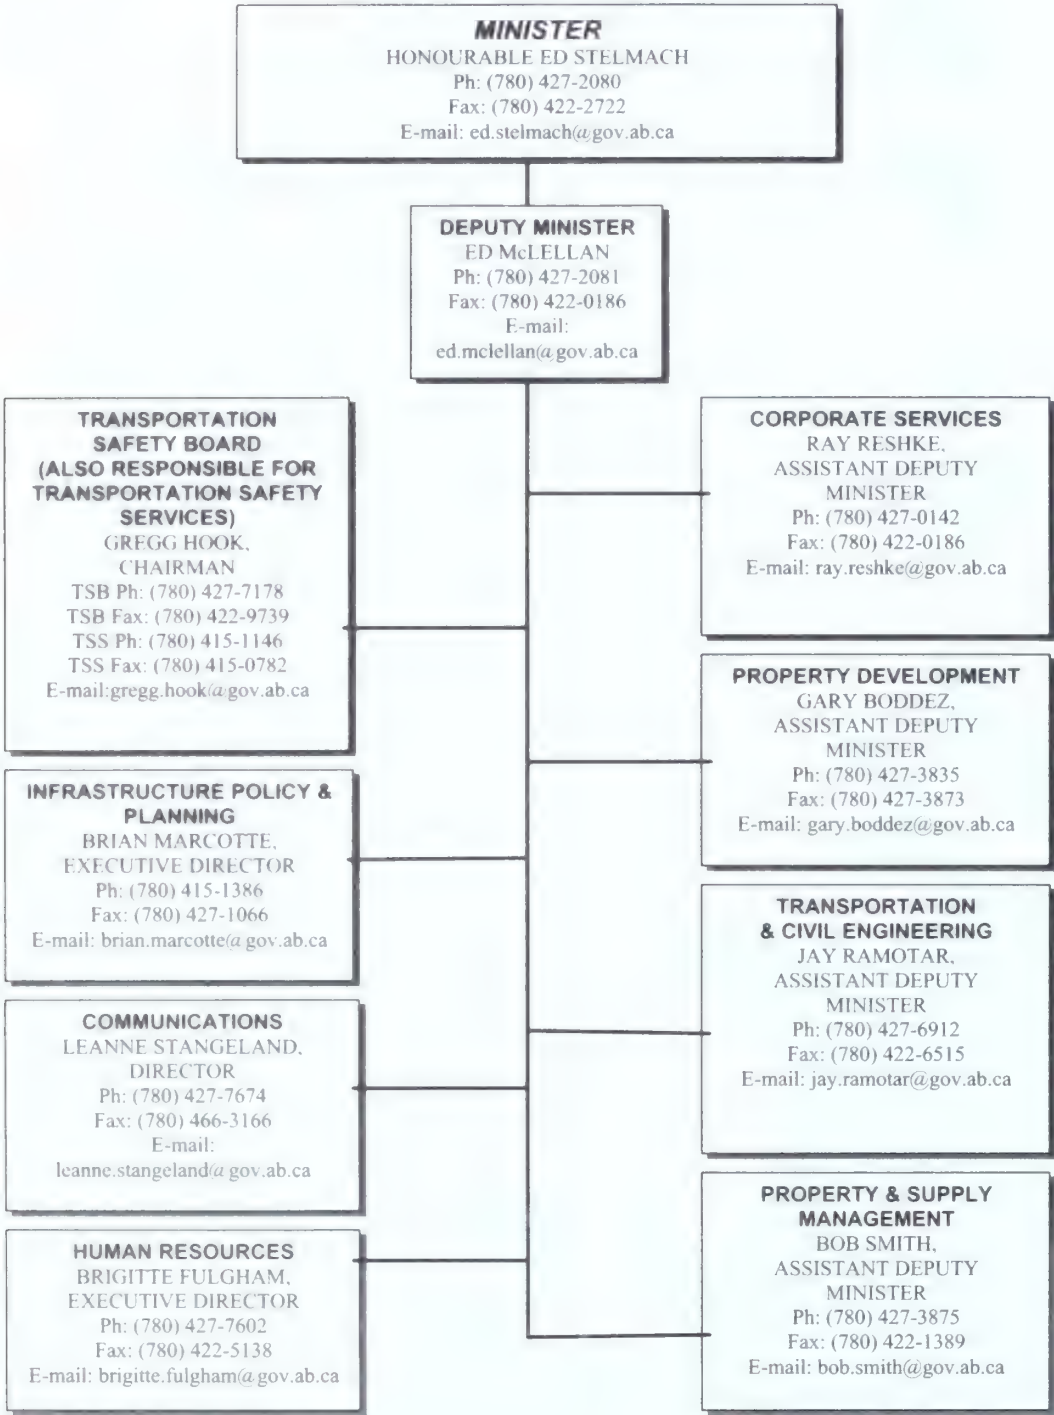 MINISTER
HONOURABLE ED STELMACH
Ph: (780) 427-2080
Fax: (780) 422-2722
E-mail: ed.stelmach@gov.ab.ca
DEPUTY MINISTER
ED McLELLAN
Ph: (780) 427-2081
Fax: (780) 422-0186
E-mail:
ed.mclellan@gov.ab.ca
TRANSPORTATION
SAFETY BOARD
(ALSO RESPONSIBLE FOR
TRANSPORTATION SAFETY
SERVICES)
GREGG HOOK,
CHAIRMAN
TSB Ph: (780) 427-7178
TSB Fax: (780) 422-9739
TSS Ph: (780) 415-1146
TSS Fax: (780) 415-0782
E-mail:gregg.hook@gov.ab.ca
INFRASTRUCTURE POLICY &
PLANNING
BRIAN MARCOTTE,
EXECUTIVE DIRECTOR
Ph: (780) 415-1386
Fax: (780) 427-1066
E-mail: brian.marcotte@gov.ab.ca
COMMUNICATIONS
LEANNE STANGELAND,
DIRECTOR
Ph: (780) 427-7674
Fax: (780) 466-3166
E-mail:
leanne.stangeland@gov.ab.ca
HUMAN RESOURCES
BRIGITTE FULGHAM,
EXECUTIVE DIRECTOR
Ph: (780) 427-7602
Fax: (780) 422-5138
E-mail: brigitte.fulgham@gov.ab.ca
CORPORATE SERVICES
RAY RESHKE,
ASSISTANT DEPUTY
MINISTER
Ph: (780) 427-0142
Fax: (780) 422-0186
E-mail: ray.reshke@gov.ab.ca
PROPERTY DEVELOPMENT
GARY BODDEZ,
ASSISTANT DEPUTY
MINISTER
Ph: (780) 427-3835
Fax: (780) 427-3873
E-mail: gary.boddez@gov.ab.ca
TRANSPORTATION
& CIVIL ENGINEERING
JAY RAMOTAR,
ASSISTANT DEPUTY
MINISTER
Ph: (780) 427-6912
Fax: (780) 422-6515
E-mail: jay.ramotar@gov.ab.ca
PROPERTY & SUPPLY
MANAGEMENT
BOB SMITH,
ASSISTANT DEPUTY
MINISTER
Ph: (780) 427-3875
Fax: (780) 422-1389
E-mail: bob.smith@gov.ab.ca